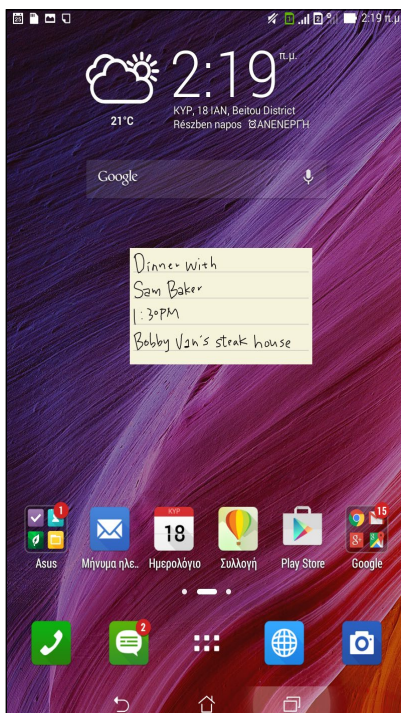 2:19 π.μ.
2:19
π.μ.
21°C
ΚΥΡ, 18 ΙΑΝ, Beitou District
Részben napos ΑΝΕΝΕΡΓΉ
Google
Dinner with
Sam Baker
1:30PM
Bobby Van's steak house
1
ΚΥΡ
18
15
Asus
Μήνυμα ηλε..
Ημερολόγιο
Συλλογή
Play Store
Google
2